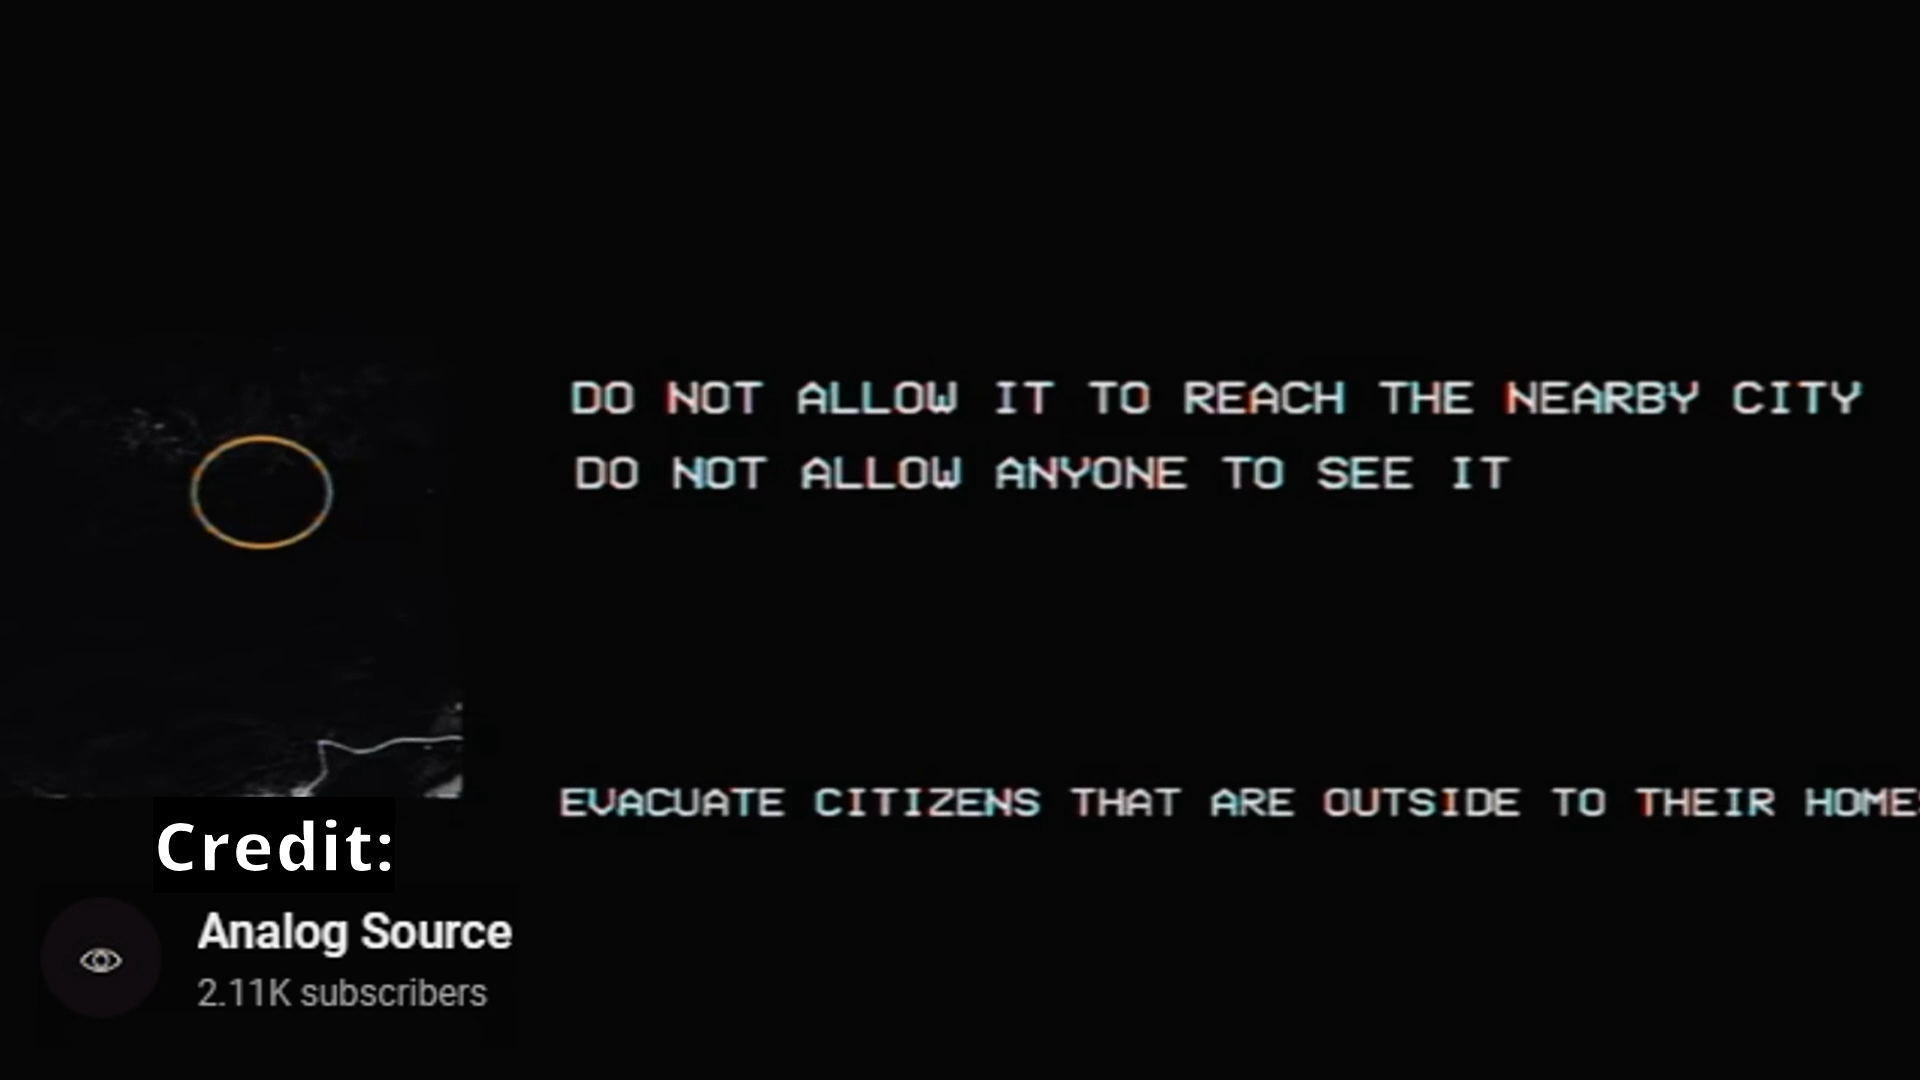 DO NOT ALLOW IT TO REACH THE NEARBY CITY
DO NOT ALLOW ANYONE TO SEE IT
EVACUATE CITIZENS THAT ARE OUTSIDE TO THEIR HOMES
Credit:
Analog Source
2.11K subscribers